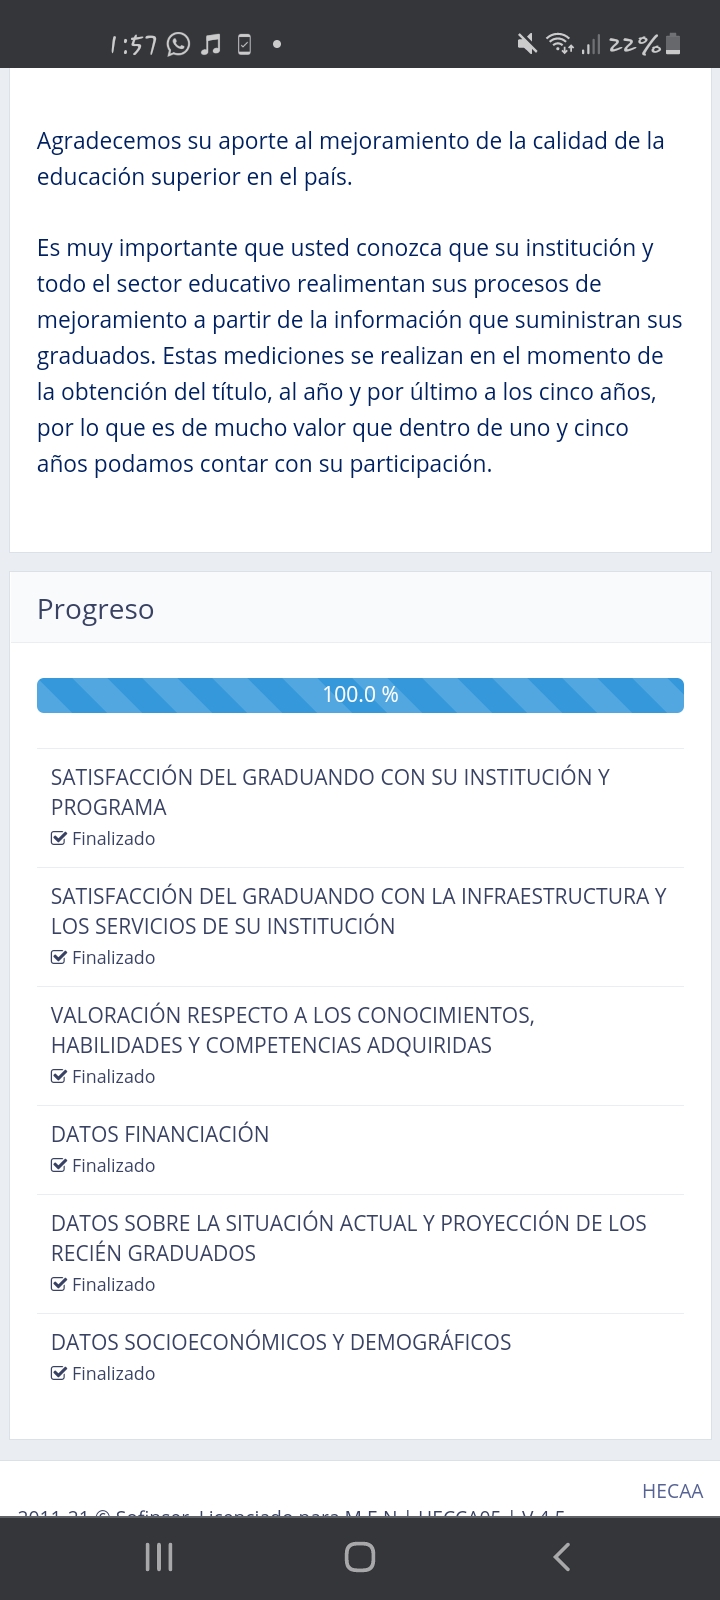 1:57
22%
Agradecemos su aporte al mejoramiento de la calidad de la
educación superior en el país.
Es muy importante que usted conozca que su institución y
todo el sector educativo realimentan sus procesos de
mejoramiento a partir de la información que suministran sus
graduados. Estas mediciones se realizan en el momento de
la obtención del título, al año y por último a los cinco años,
por lo que es de mucho valor que dentro de uno y cinco
años podamos contar con su participación.
Progreso
100.0 %
SATISFACCIÓN DEL GRADUANDO CON SU INSTITUCIÓN Y
PROGRAMA
Finalizado
SATISFACCIÓN DEL GRADUANDO CON LA INFRAESTRUCTURA Y
LOS SERVICIOS DE SU INSTITUCIÓN
Finalizado
VALORACIÓN RESPECTO A LOS CONOCIMIENTOS,
HABILIDADES Y COMPETENCIAS ADQUIRIDAS
Finalizado
DATOS FINANCIACIÓN
Finalizado
DATOS SOBRE LA SITUACIÓN ACTUAL Y PROYECCIÓN DE LOS
RECIÉN GRADUADOS
Finalizado
DATOS SOCIOECONÓMICOS Y DEMOGRÁFICOS
Finalizado
HECAA
2011-21 © Licenciado para M.E.N |